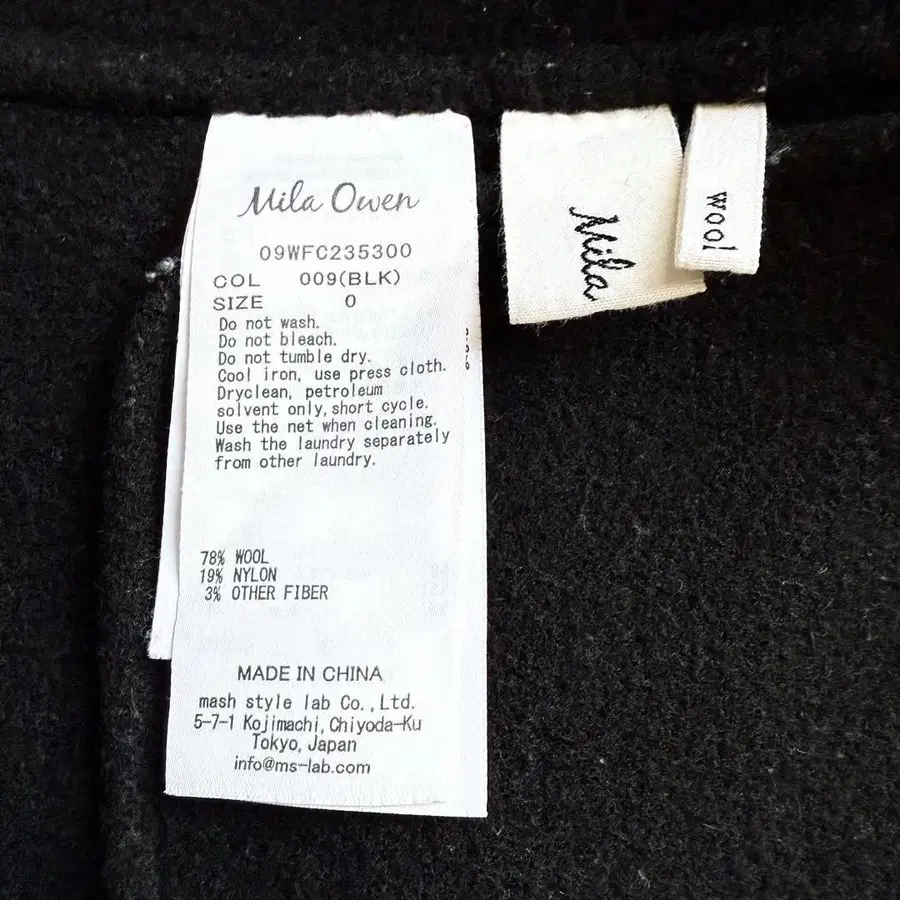 Mila Owen
09WFC235300
COL 009(BLK)
SIZE 0
Do not wash.
Do not bleach.
Do not tumble dry.
Cool iron, use press cloth.
Dryclean, petroleum
solvent only, short cycle.
Use the net when cleaning.
Wash the laundry separately
from other laundry.
78% WOOL
19% NYLON
3% OTHER FIBER
MADE IN CHINA
mash style lab Co., Ltd.
5-7-1 Kojimachi, Chiyoda-Ku
Tokyo, Japan
info@ms-lab.com
Mila
wool